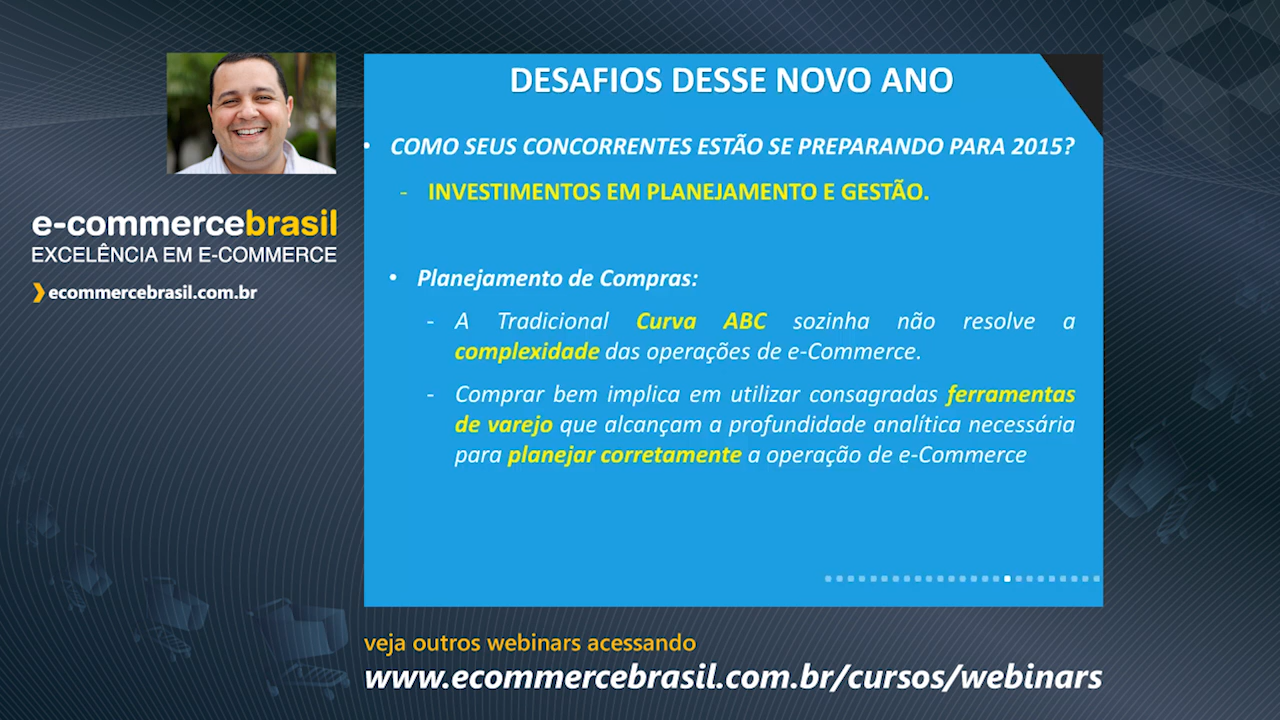 e-commercebrasil
EXCELÊNCIA EM E-COMMERCE
ecommercebrasil.com.br
DESAFIOS DESSE NOVO ANO
• COMO SEUS CONCORRENTES ESTÃO SE PREPARANDO PARA 2015?
- INVESTIMENTOS EM PLANEJAMENTO E GESTÃO.
• Planejamento de Compras:
- A Tradicional Curva ABC sozinha não resolve a
complexidade das operações de e-Commerce.
- Comprar bem implica em utilizar consagradas ferramentas
de varejo que alcançam a profundidade analítica necessária
para planejar corretamente a operação de e-Commerce
veja outros webinars acessando
www.ecommercebrasil.com.br/cursos/webinars